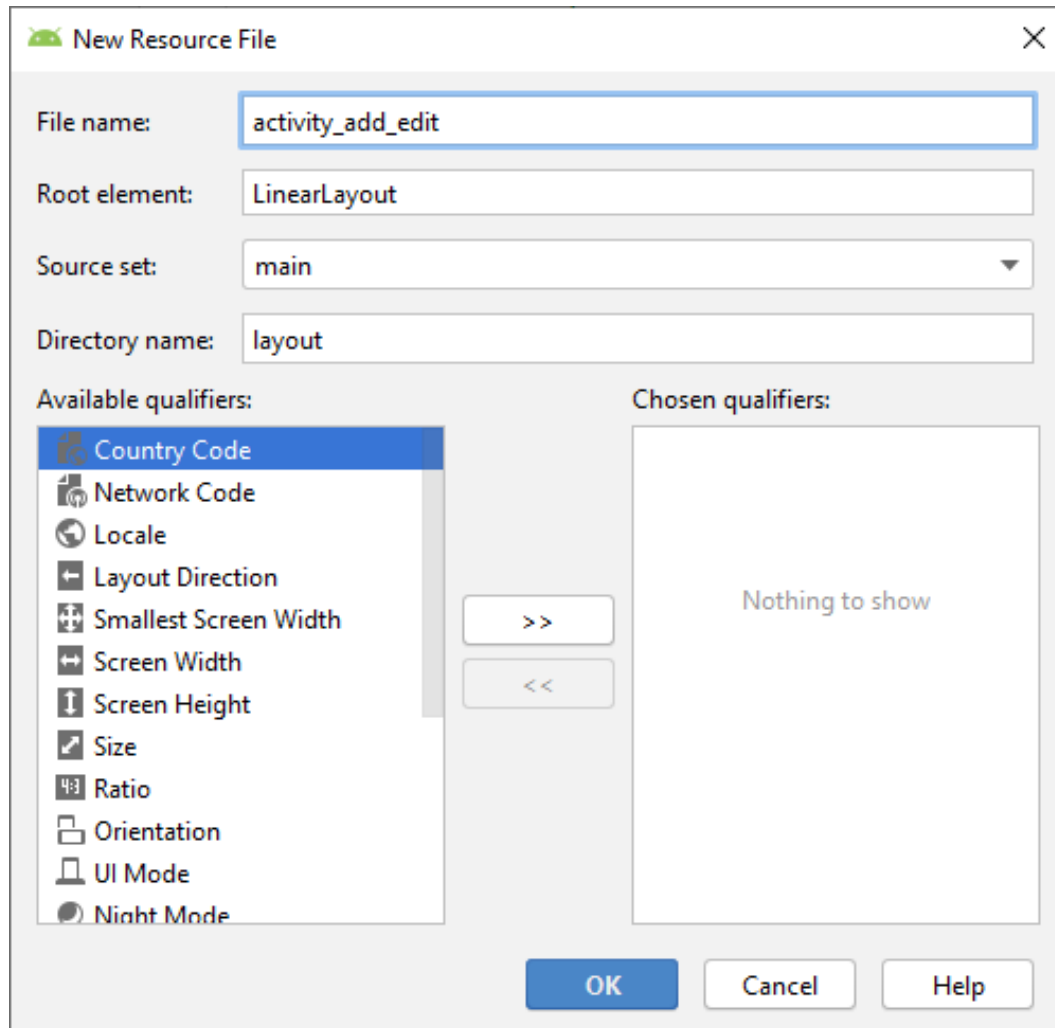 New Resource File
File name:
activity_add_edit
Root element:
LinearLayout
Source set:
main
Directory name:
layout
Available qualifiers:
Chosen qualifiers:
Country Code
Network Code
Locale
Layout Direction
Smallest Screen Width
Screen Width
Screen Height
Size
4:3
Ratio
Orientation
UI Mode
Night Mode
>>
<<
Nothing to show
OK
Cancel
Help